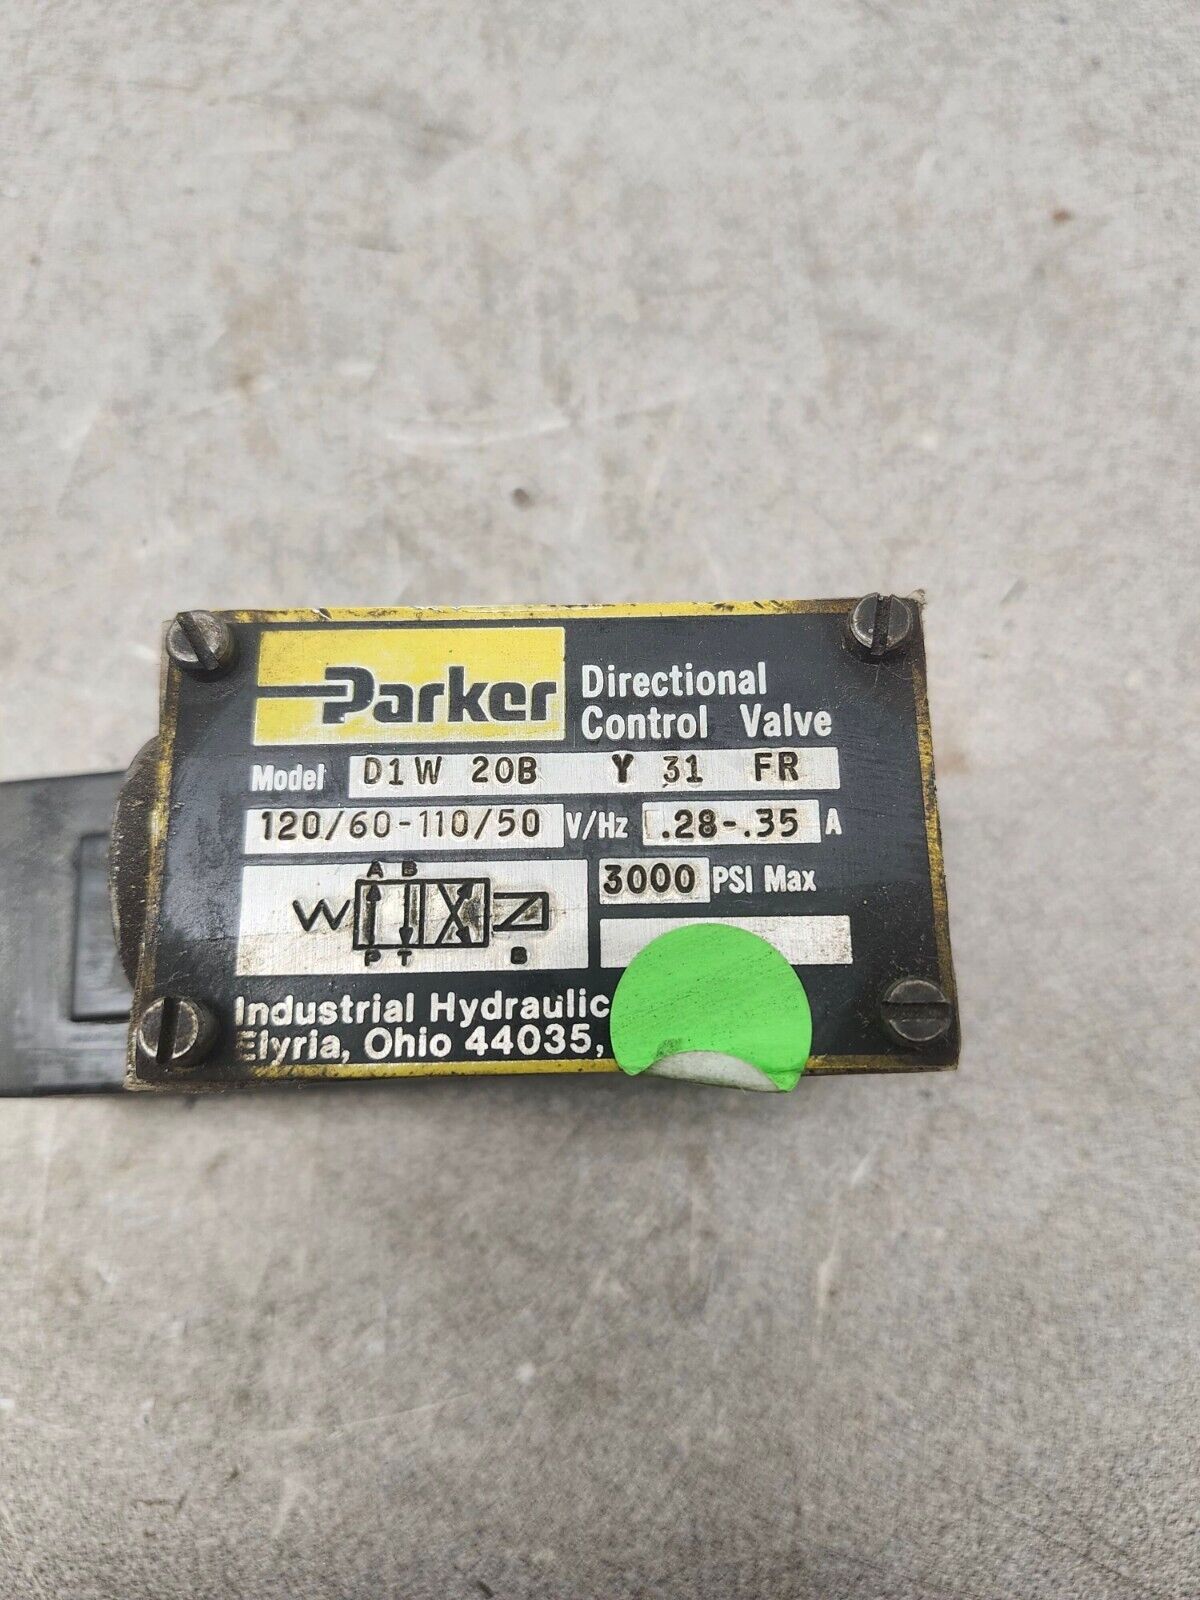 Parker
Directional
Control Valve
Model D1W 20B Y 31 FR
120/60-110/50 V/Hz .28-.35 A
A B
P T B
3000 PSI Max
Industrial Hydraulic
Elyria, Ohio 44035,